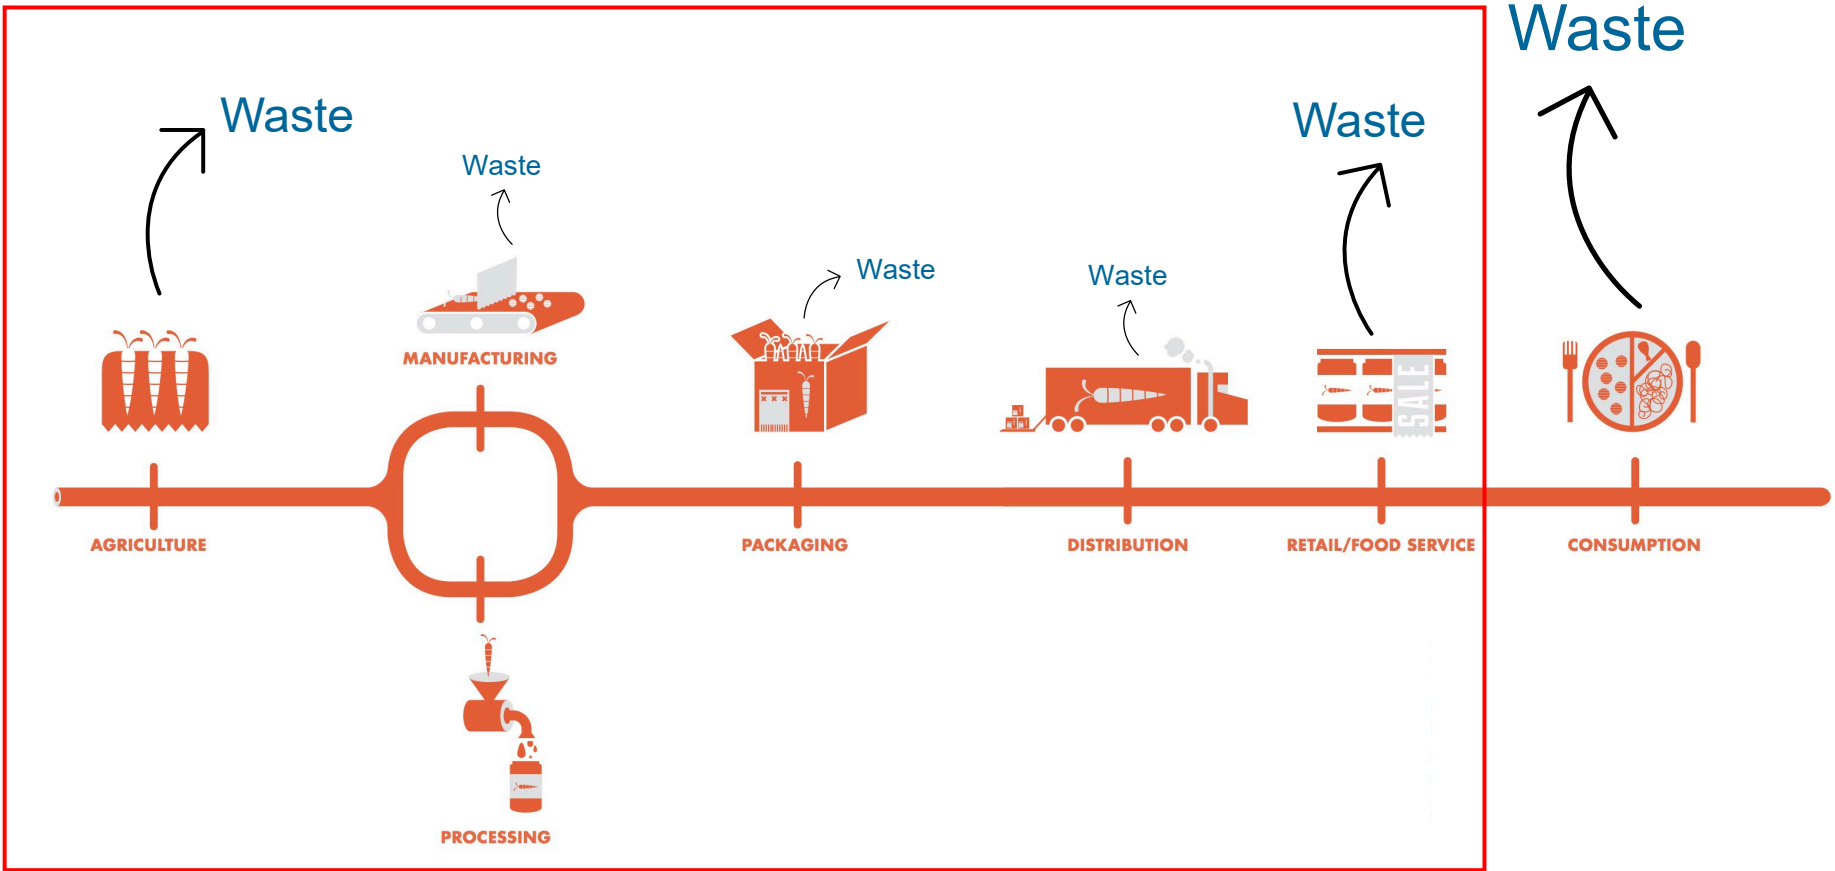 Waste
Waste
Waste
Waste
Waste
Waste
MANUFACTURING
SALE
AGRICULTURE
PACKAGING
DISTRIBUTION
RETAIL/FOOD SERVICE
CONSUMPTION
PROCESSING